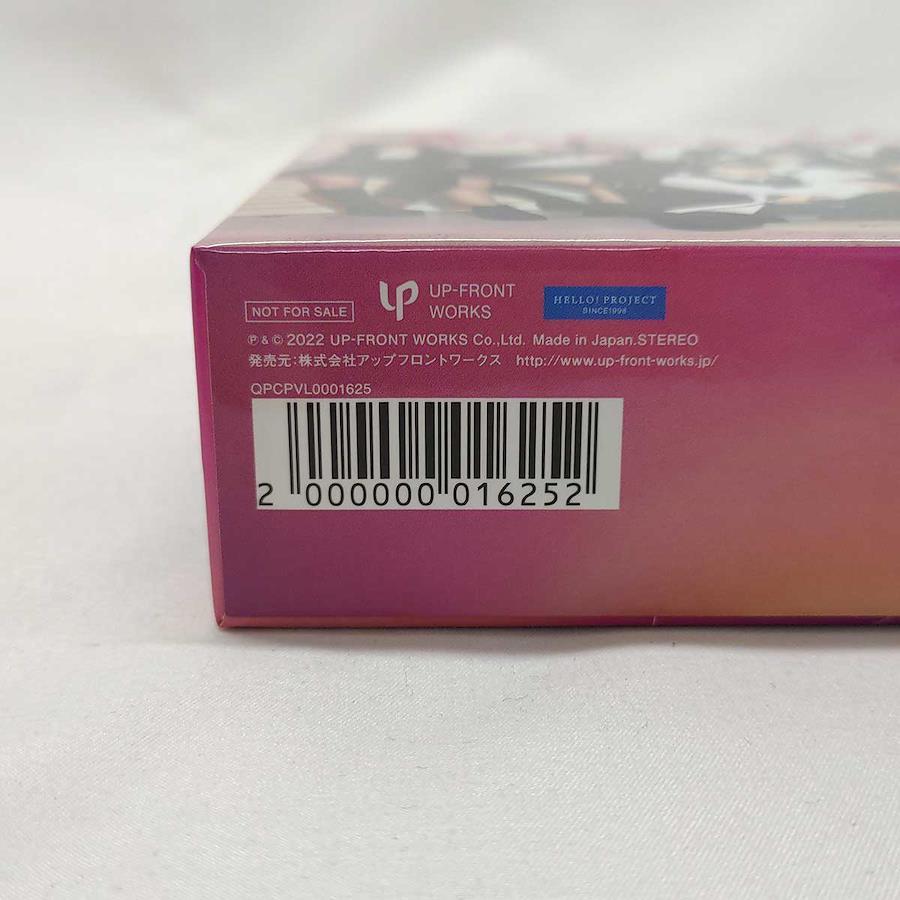 NOT FOR SALE
UP-FRONT
WORKS
HELLO! PROJECT
SINCE1998
℗ & © 2022 UP-FRONT WORKS Co.,Ltd. Made in Japan.STEREO
発売元:株式会社アップフロントワークス http://www.up-front-works.jp/
QPCPVL0001625
2 000000 016252